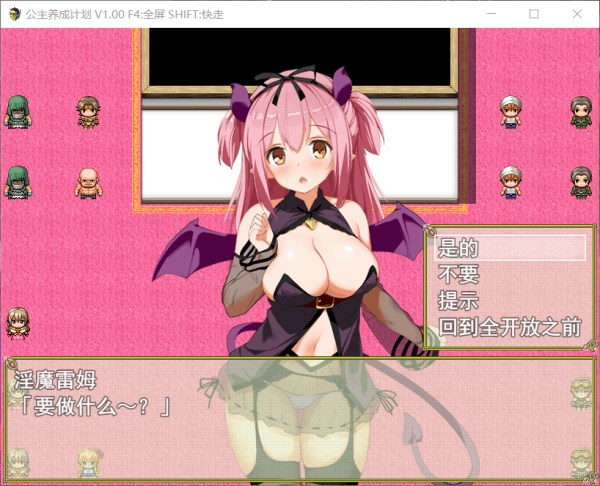 公主养成计划 V1.00 F4:全屏 SHIFT:快走
是的
不要
提示
回到全开放之前
淫魔雷姆
「要做什么～？」